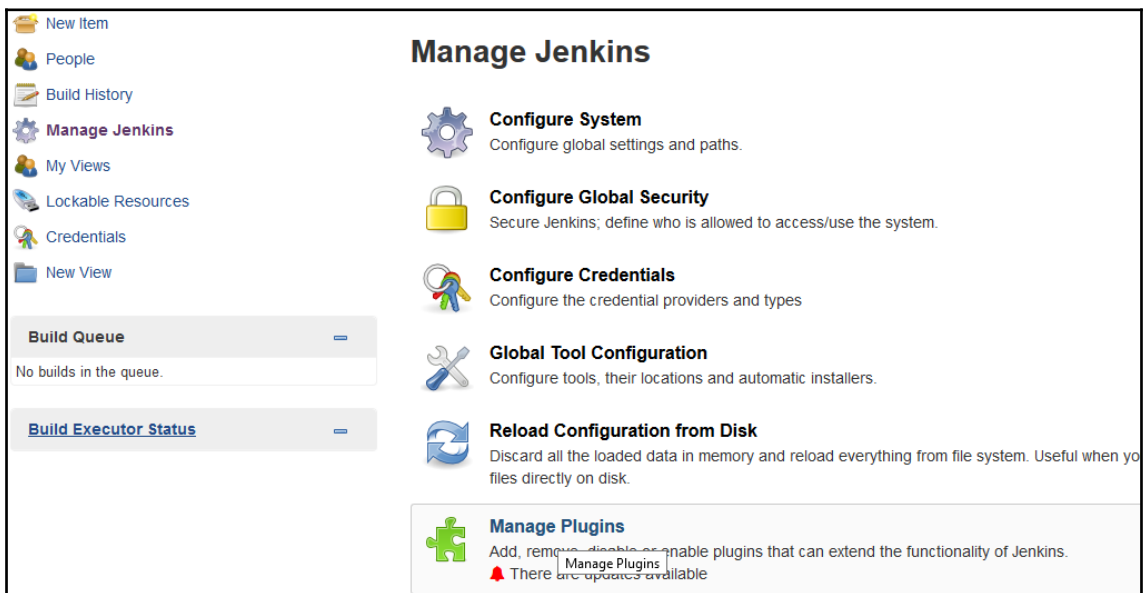 New Item
People
Build History
Manage Jenkins
My Views
Lockable Resources
Credentials
New View
Build Queue
No builds in the queue.
Build Executor Status
Manage Jenkins
Configure System
Configure global settings and paths.
Configure Global Security
Secure Jenkins; define who is allowed to access/use the system.
Configure Credentials
Configure the credential providers and types
Global Tool Configuration
Configure tools, their locations and automatic installers.
Reload Configuration from Disk
Discard all the loaded data in memory and reload everything from file system. Useful when yo
files directly on disk.
Manage Plugins
Add, remove, disable or enable plugins that can extend the functionality of Jenkins.
Manage Plugins
There are updates available